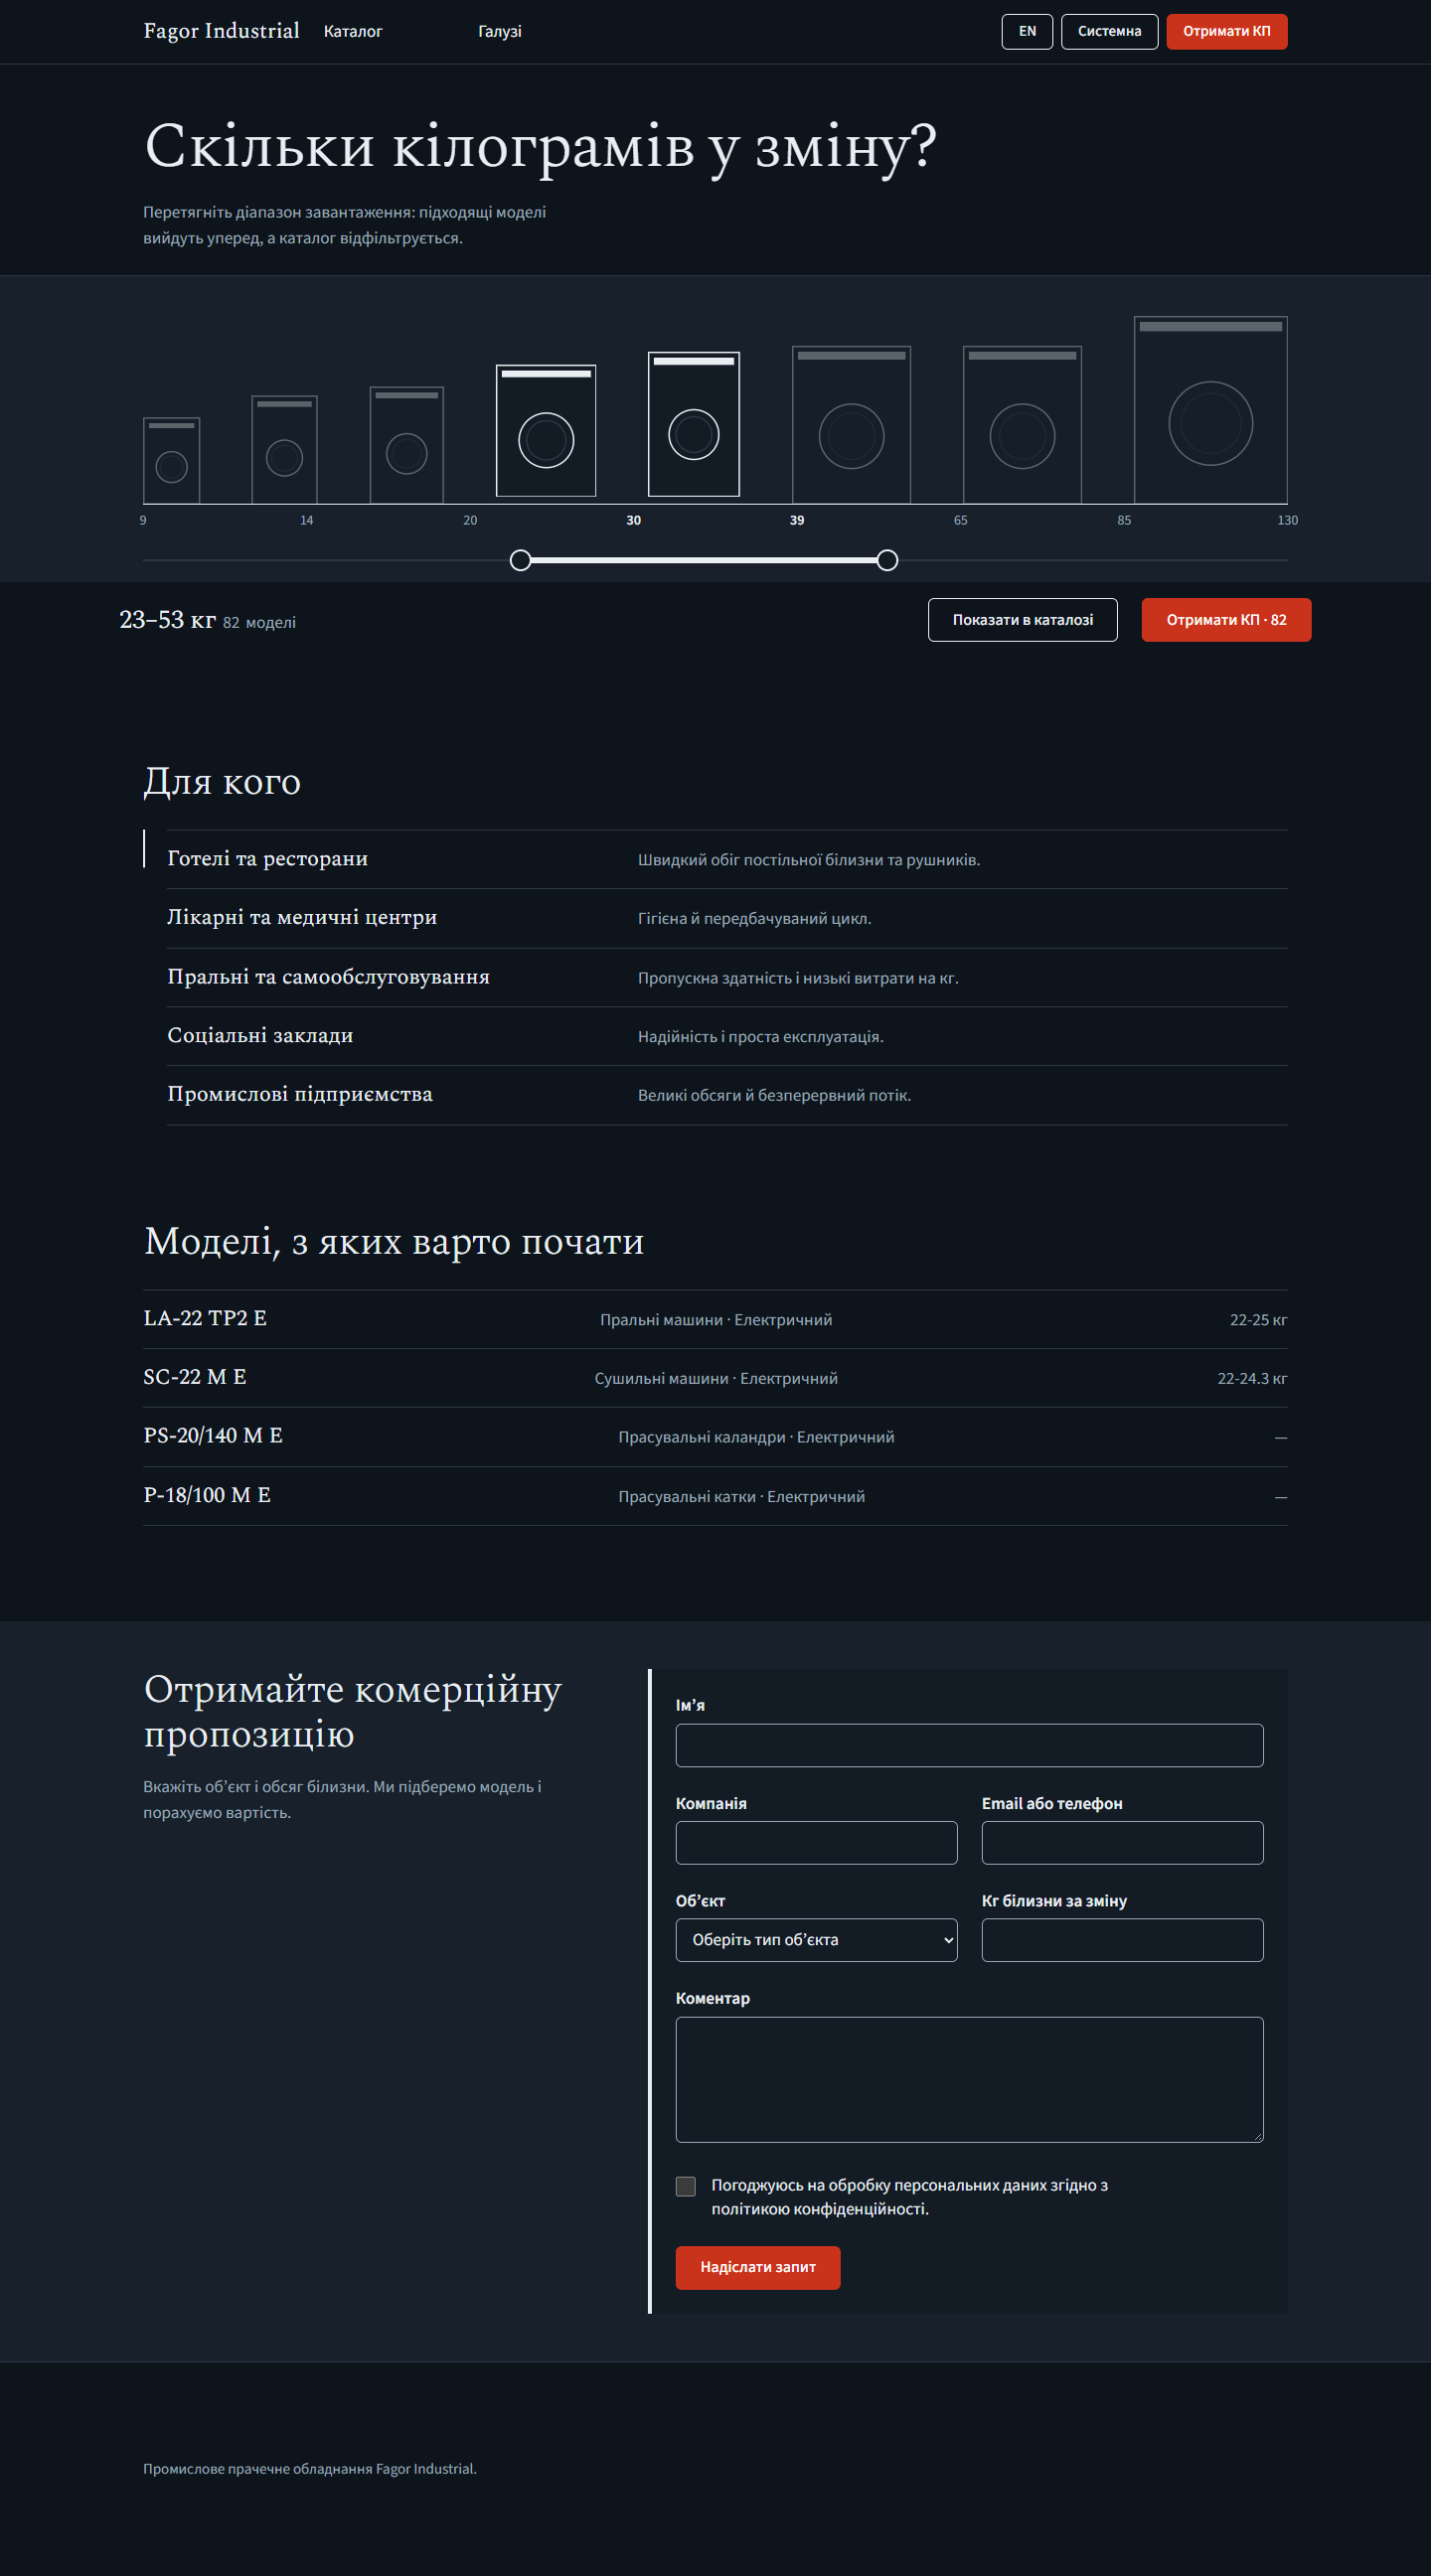 Fagor Industrial Каталог Галузі EN Системна Отримати КП
Скільки кілограмів у зміну?
Перетягніть діапазон завантаження: підходящі моделі
вийдуть уперед, а каталог відфільтрується.
9 14 20 30 39 65 85 130
23–53 кг 82 моделі Показати в каталозі Отримати КП · 82
Для кого
Готелі та ресторани Швидкий обіг постільної білизни та рушників.
Лікарні та медичні центри Гігієна й передбачуваний цикл.
Пральні та самообслуговування Пропускна здатність і низькі витрати на кг.
Соціальні заклади Надійність і проста експлуатація.
Промислові підприємства Великі обсяги й безперервний потік.
Моделі, з яких варто почати
LA-22 TP2 E Пральні машини · Електричний 22-25 кг
SC-22 M E Сушильні машини · Електричний 22-24.3 кг
PS-20/140 M E Прасувальні каландри · Електричний —
P-18/100 M E Прасувальні катки · Електричний —
Отримайте комерційну
пропозицію
Вкажіть об’єкт і обсяг білизни. Ми підберемо модель і
порахуємо вартість.
Ім’я
Компанія Email або телефон
Об’єкт Кг білизни за зміну
Оберіть тип об’єкта
Коментар
Погоджуюсь на обробку персональних даних згідно з
політикою конфіденційності.
Надіслати запит
Промислове прачечне обладнання Fagor Industrial.